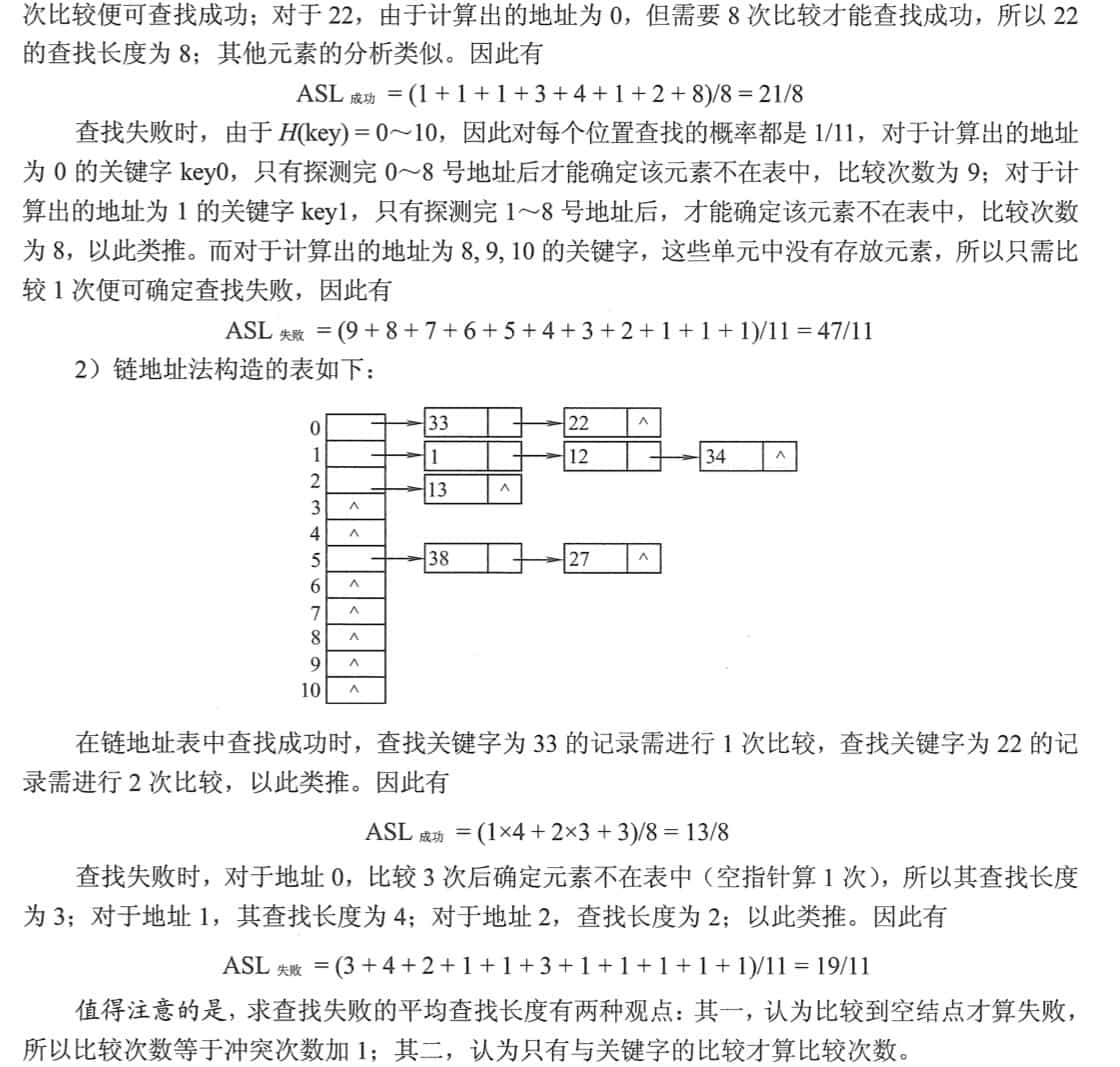 次比较便可查找成功；对于 22，由于计算出的地址为 0，但需要 8 次比较才能查找成功，所以 22
的查找长度为 8；其他元素的分析类似。因此有
ASL 成功 = (1 + 1 + 1 + 3 + 4 + 1 + 2 + 8)/8 = 21/8
查找失败时，由于 H(key) = 0～10，因此对每个位置查找的概率都是 1/11，对于计算出的地址
为 0 的关键字 key0，只有探测完 0～8 号地址后才能确定该元素不在表中，比较次数为 9；对于计
算出的地址为 1 的关键字 key1，只有探测完 1～8 号地址后，才能确定该元素不在表中，比较次数
为 8，以此类推。而对于计算出的地址为 8, 9, 10 的关键字，这些单元中没有存放元素，所以只需比
较 1 次便可确定查找失败，因此有
ASL 失败 = (9 + 8 + 7 + 6 + 5 + 4 + 3 + 2 + 1 + 1 + 1)/11 = 47/11
2）链地址法构造的表如下：
0 33 22 ^
1 1 12 34 ^
2 13 ^
3 ^
4 ^
5 38 27 ^
6 ^
7 ^
8 ^
9 ^
10 ^
在链地址表中查找成功时，查找关键字为 33 的记录需进行 1 次比较，查找关键字为 22 的记
录需进行 2 次比较，以此类推。因此有
ASL 成功 = (1×4 + 2×3 + 3)/8 = 13/8
查找失败时，对于地址 0，比较 3 次后确定元素不在表中（空指针算 1 次），所以其查找长度
为 3；对于地址 1，其查找长度为 4；对于地址 2，查找长度为 2；以此类推。因此有
ASL 失败 = (3 + 4 + 2 + 1 + 1 + 3 + 1 + 1 + 1 + 1 + 1)/11 = 19/11
值得注意的是，求查找失败的平均查找长度有两种观点：其一，认为比较到空结点才算失败，
所以比较次数等于冲突次数加 1；其二，认为只有与关键字的比较才算比较次数。